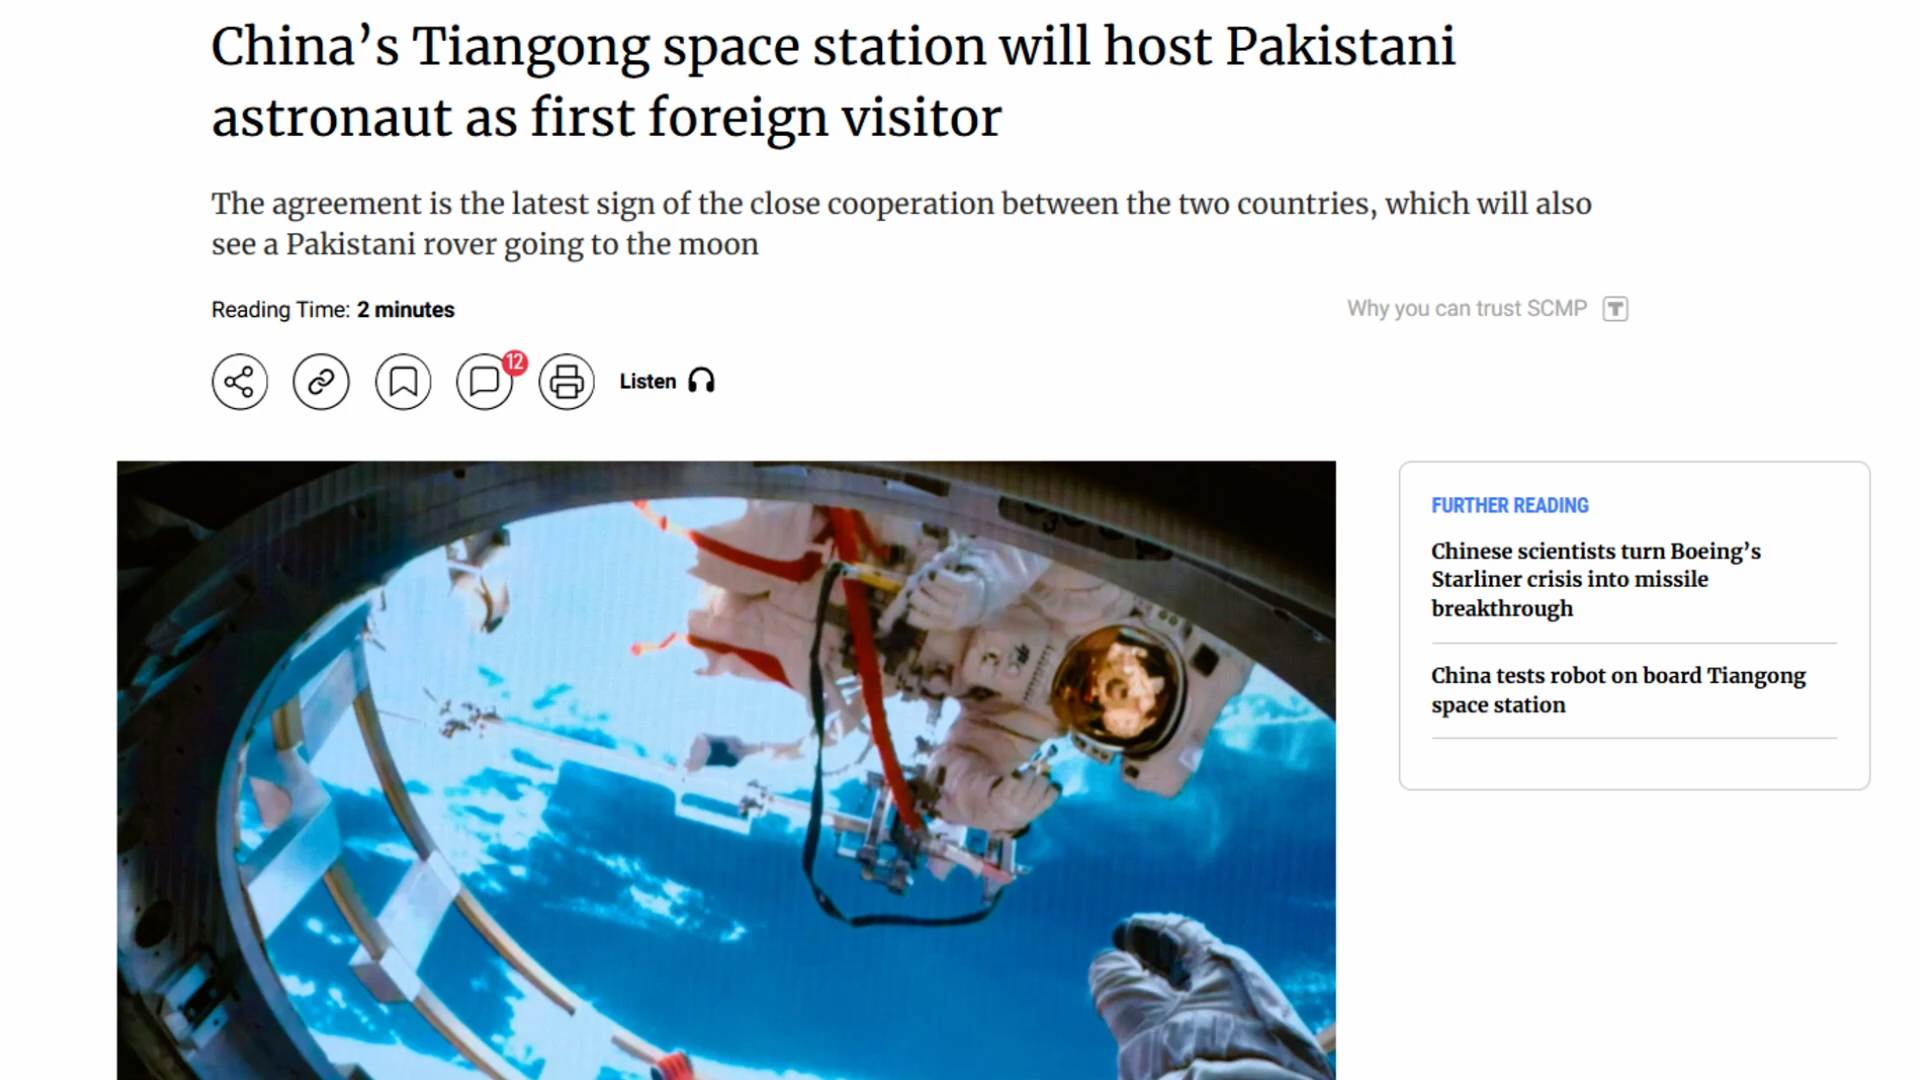 China’s Tiangong space station will host Pakistani
astronaut as first foreign visitor
The agreement is the latest sign of the close cooperation between the two countries, which will also
see a Pakistani rover going to the moon
Reading Time: 2 minutes
Why you can trust SCMP T
12
Listen
FURTHER READING
Chinese scientists turn Boeing’s
Starliner crisis into missile
breakthrough
China tests robot on board Tiangong
space station